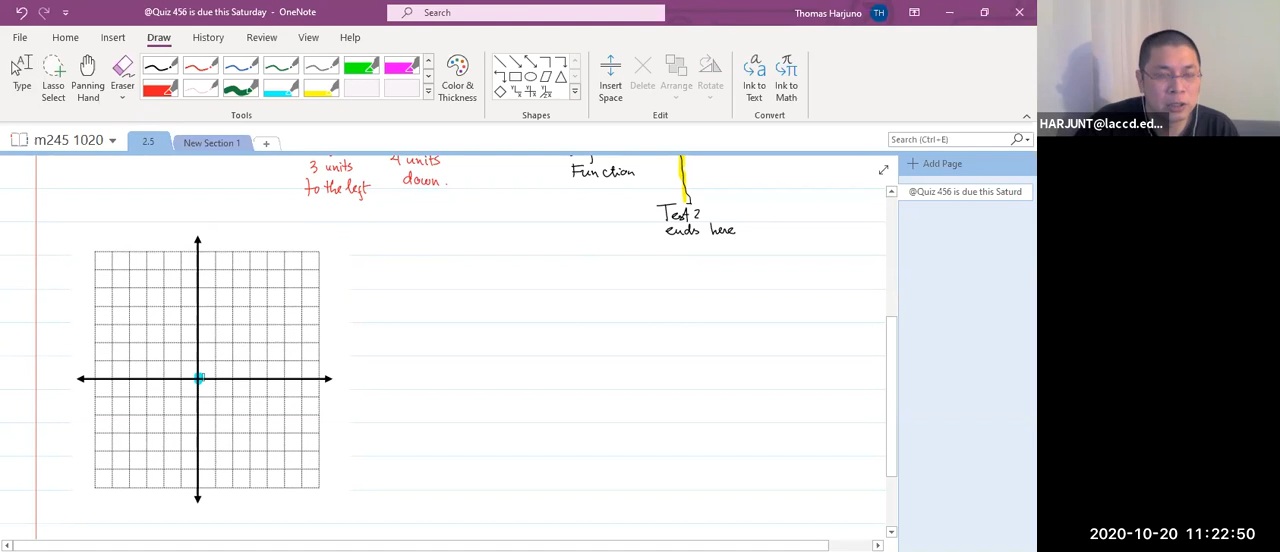 @Quiz 456 is due this Saturday - OneNote
Search
Thomas Harjuno
TH
File
Home
Insert
Draw
History
Review
View
Help
Type
Lasso
Select
Panning
Hand
Eraser
Color &
Thickness
Insert
Space
Delete
Arrange
Rotate
Ink to
Text
Ink to
Math
Tools
Shapes
Edit
Convert
m245 1020
2.5
New Section 1
Search (Ctrl+E)
Add Page
@Quiz 456 is due this Saturd
HARJUNT@laccd.ed...
3 units
to the left
4 units
down.
Function
Test 2
ends here
2020-10-20 11:22:50